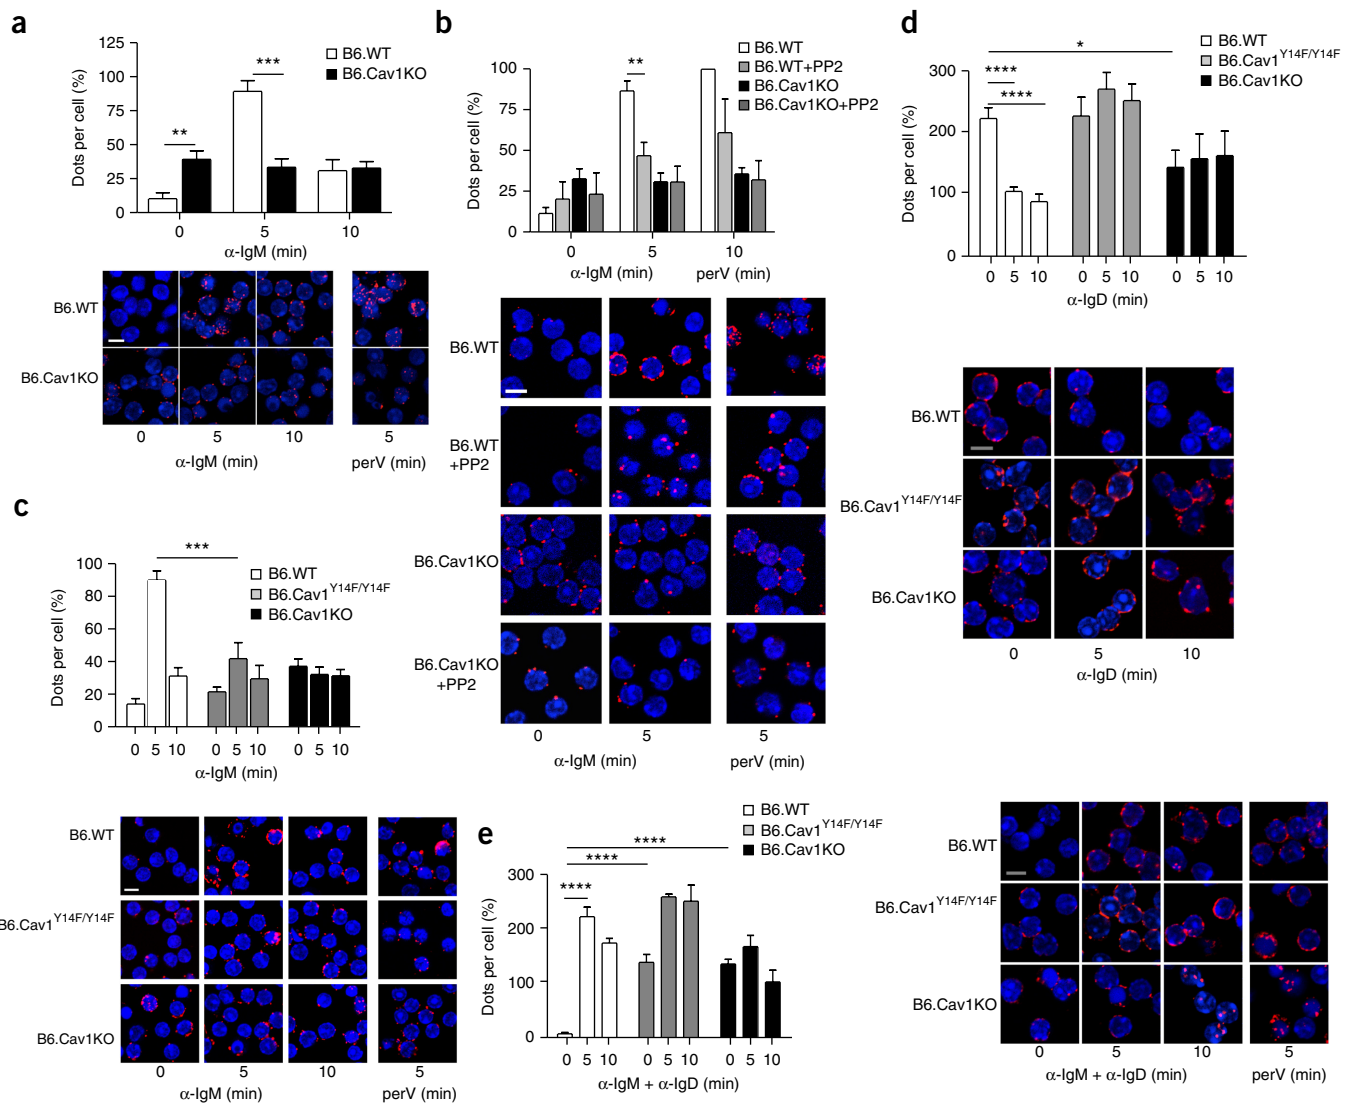 a
125
100
75
50
25
0
Dots per cell (%)
**
***
B6.WT
B6.Cav1KO
0
5
10
α-IgM (min)
B6.WT
B6.Cav1KO
0
5
10
5
α-IgM (min)
perV (min)
b
100
75
50
25
0
Dots per cell (%)
**
B6.WT
B6.WT+PP2
B6.Cav1KO
B6.Cav1KO+PP2
0
5
10
α-IgM (min)
perV (min)
B6.WT
B6.WT
+PP2
B6.Cav1KO
B6.Cav1KO
+PP2
0
5
5
α-IgM (min)
perV (min)
c
100
80
60
40
20
0
Dots per cell (%)
***
B6.WT
B6.Cav1Y14F/Y14F
B6.Cav1KO
0 5 10 0 5 10 0 5 10
α-IgM (min)
B6.WT
B6.Cav1Y14F/Y14F
B6.Cav1KO
0
5
10
5
α-IgM (min)
perV (min)
d
300
200
100
0
Dots per cell (%)
*
****
****
B6.WT
B6.Cav1Y14F/Y14F
B6.Cav1KO
0 5 10 0 5 10 0 5 10
α-IgD (min)
B6.WT
B6.Cav1Y14F/Y14F
B6.Cav1KO
0
5
10
α-IgD (min)
e
300
200
100
0
Dots per cell (%)
****
****
****
B6.WT
B6.Cav1Y14F/Y14F
B6.Cav1KO
0 5 10 0 5 10 0 5 10
α-IgM + α-IgD (min)
B6.WT
B6.Cav1Y14F/Y14F
B6.Cav1KO
0
5
10
5
α-IgM + α-IgD (min)
perV (min)